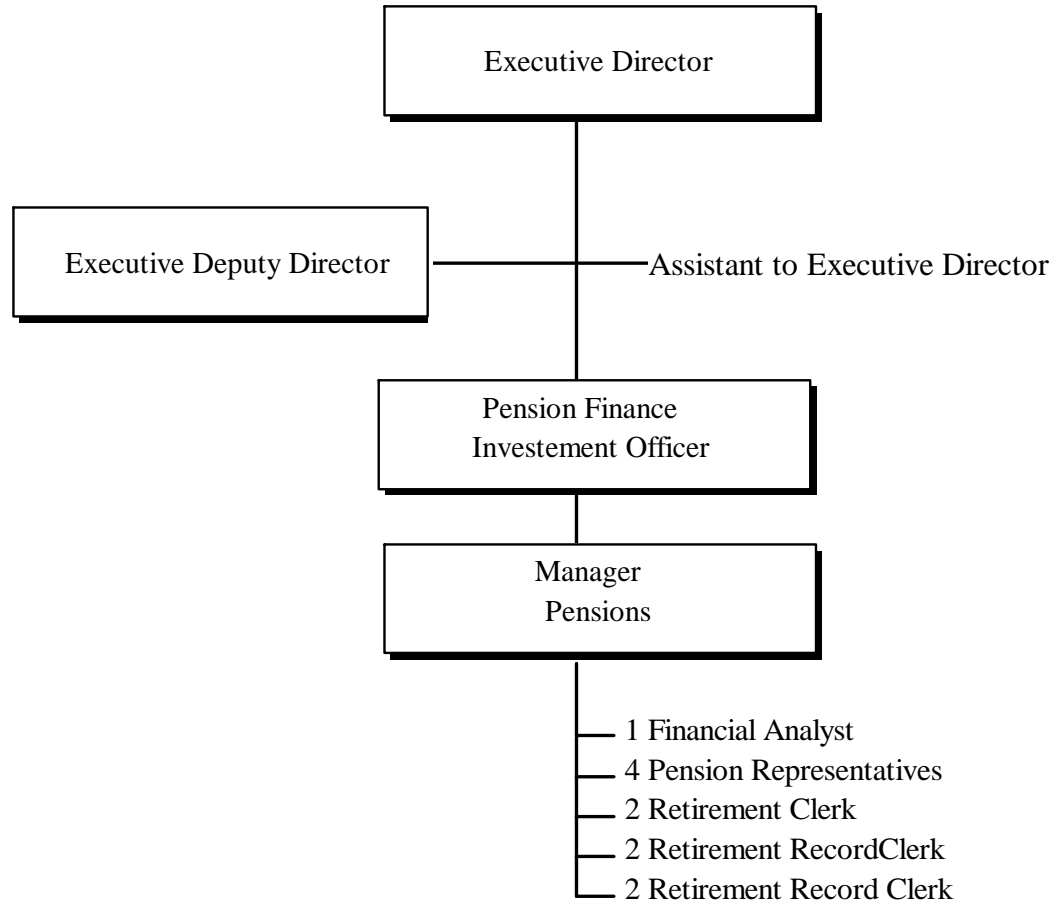 Executive Director
Executive Deputy Director
Assistant to Executive Director
Pension Finance
Investement Officer
Manager
Pensions
1 Financial Analyst
4 Pension Representatives
2 Retirement Clerk
2 Retirement RecordClerk
2 Retirement Record Clerk